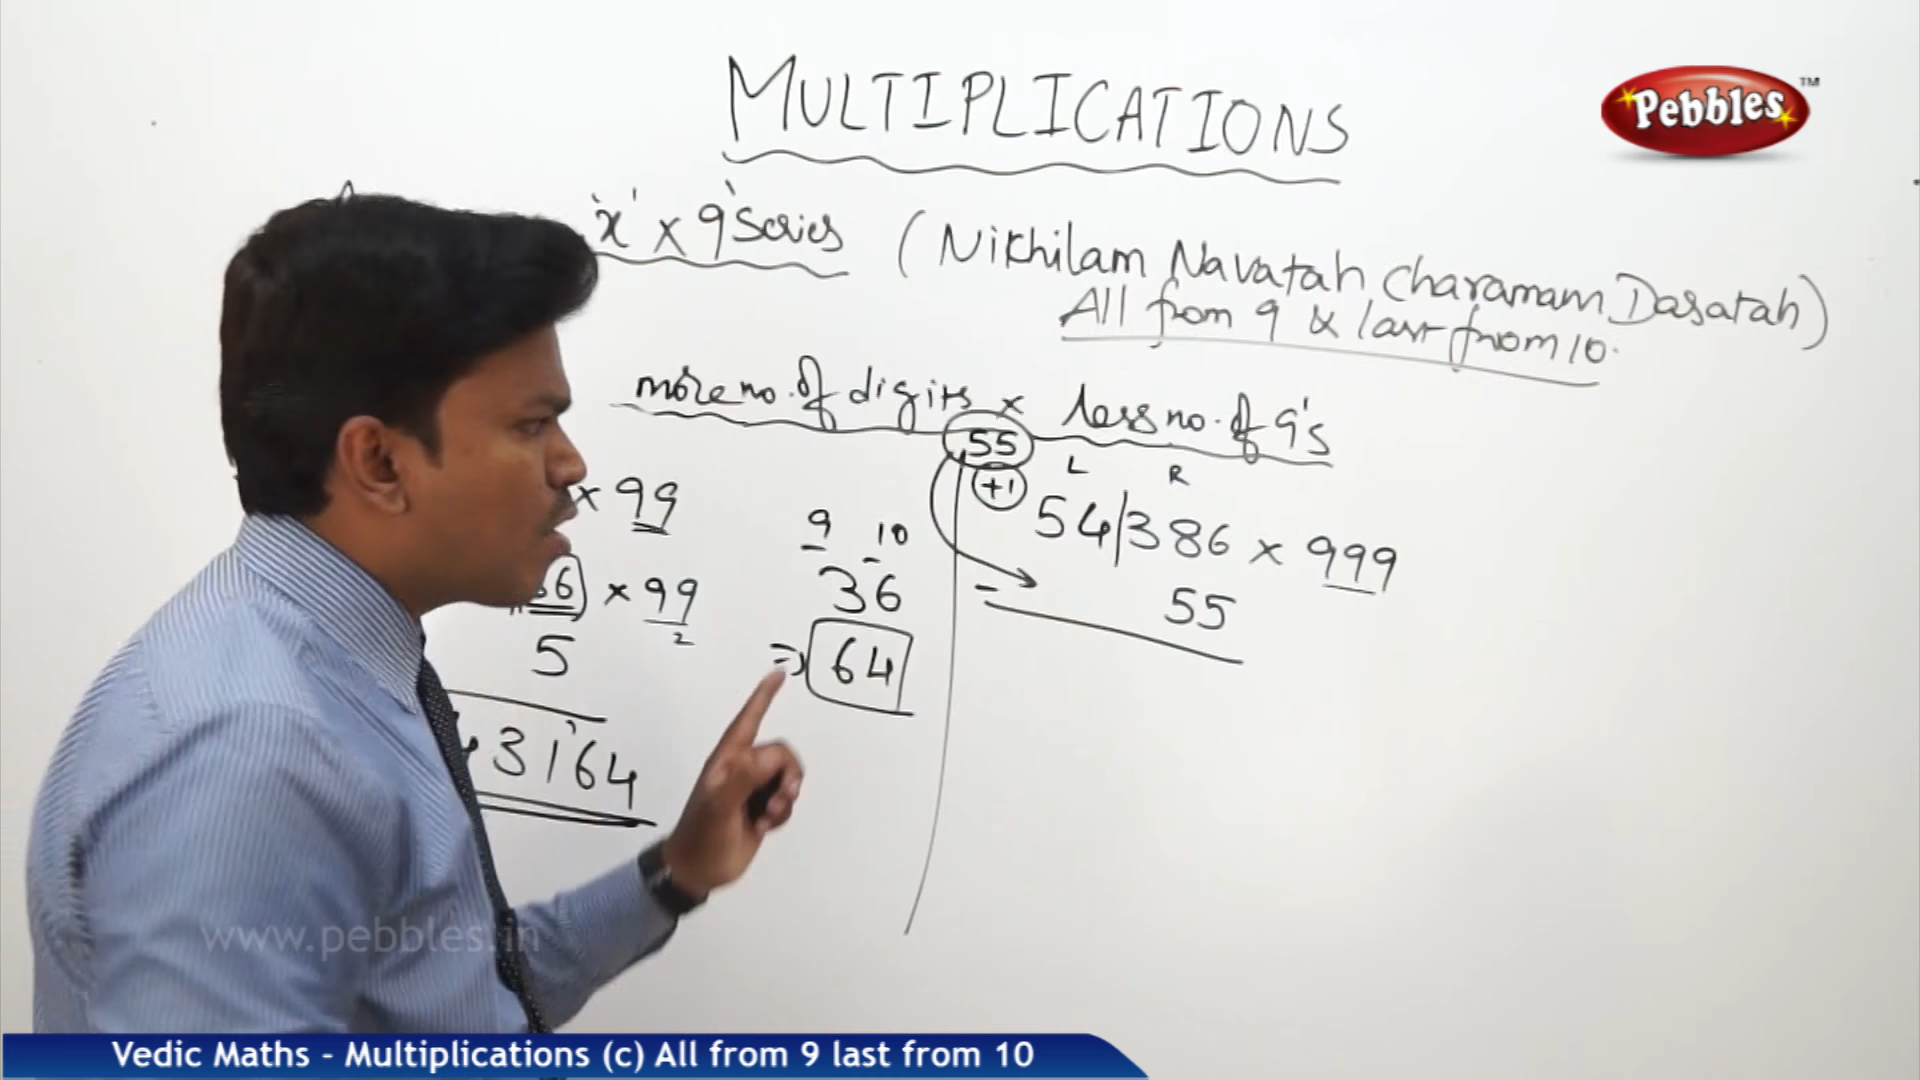 MULTIPLICATIONS
Pebbles™
'x' x 9'Series (Nikhilam Navatah Charamam Dasatah)
All from 9 & last from 10.
more no. of digits x less no. of 9's
55
+1
L R
x 99
9 10
54/386 x 999
36
- 55
x 99
2
5
=> 64
3164
www.pebbles.in
Vedic Maths - Multiplications (c) All from 9 last from 10